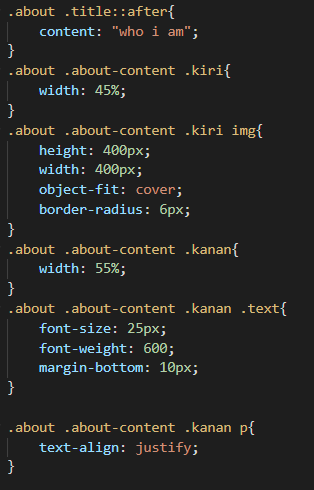 .about .title::after{
    content: "who i am";
}
.about .about-content .kiri{
    width: 45%;
}
.about .about-content .kiri img{
    height: 400px;
    width: 400px;
    object-fit: cover;
    border-radius: 6px;
}
.about .about-content .kanan{
    width: 55%;
}
.about .about-content .kanan .text{
    font-size: 25px;
    font-weight: 600;
    margin-bottom: 10px;
}

.about .about-content .kanan p{
    text-align: justify;
}